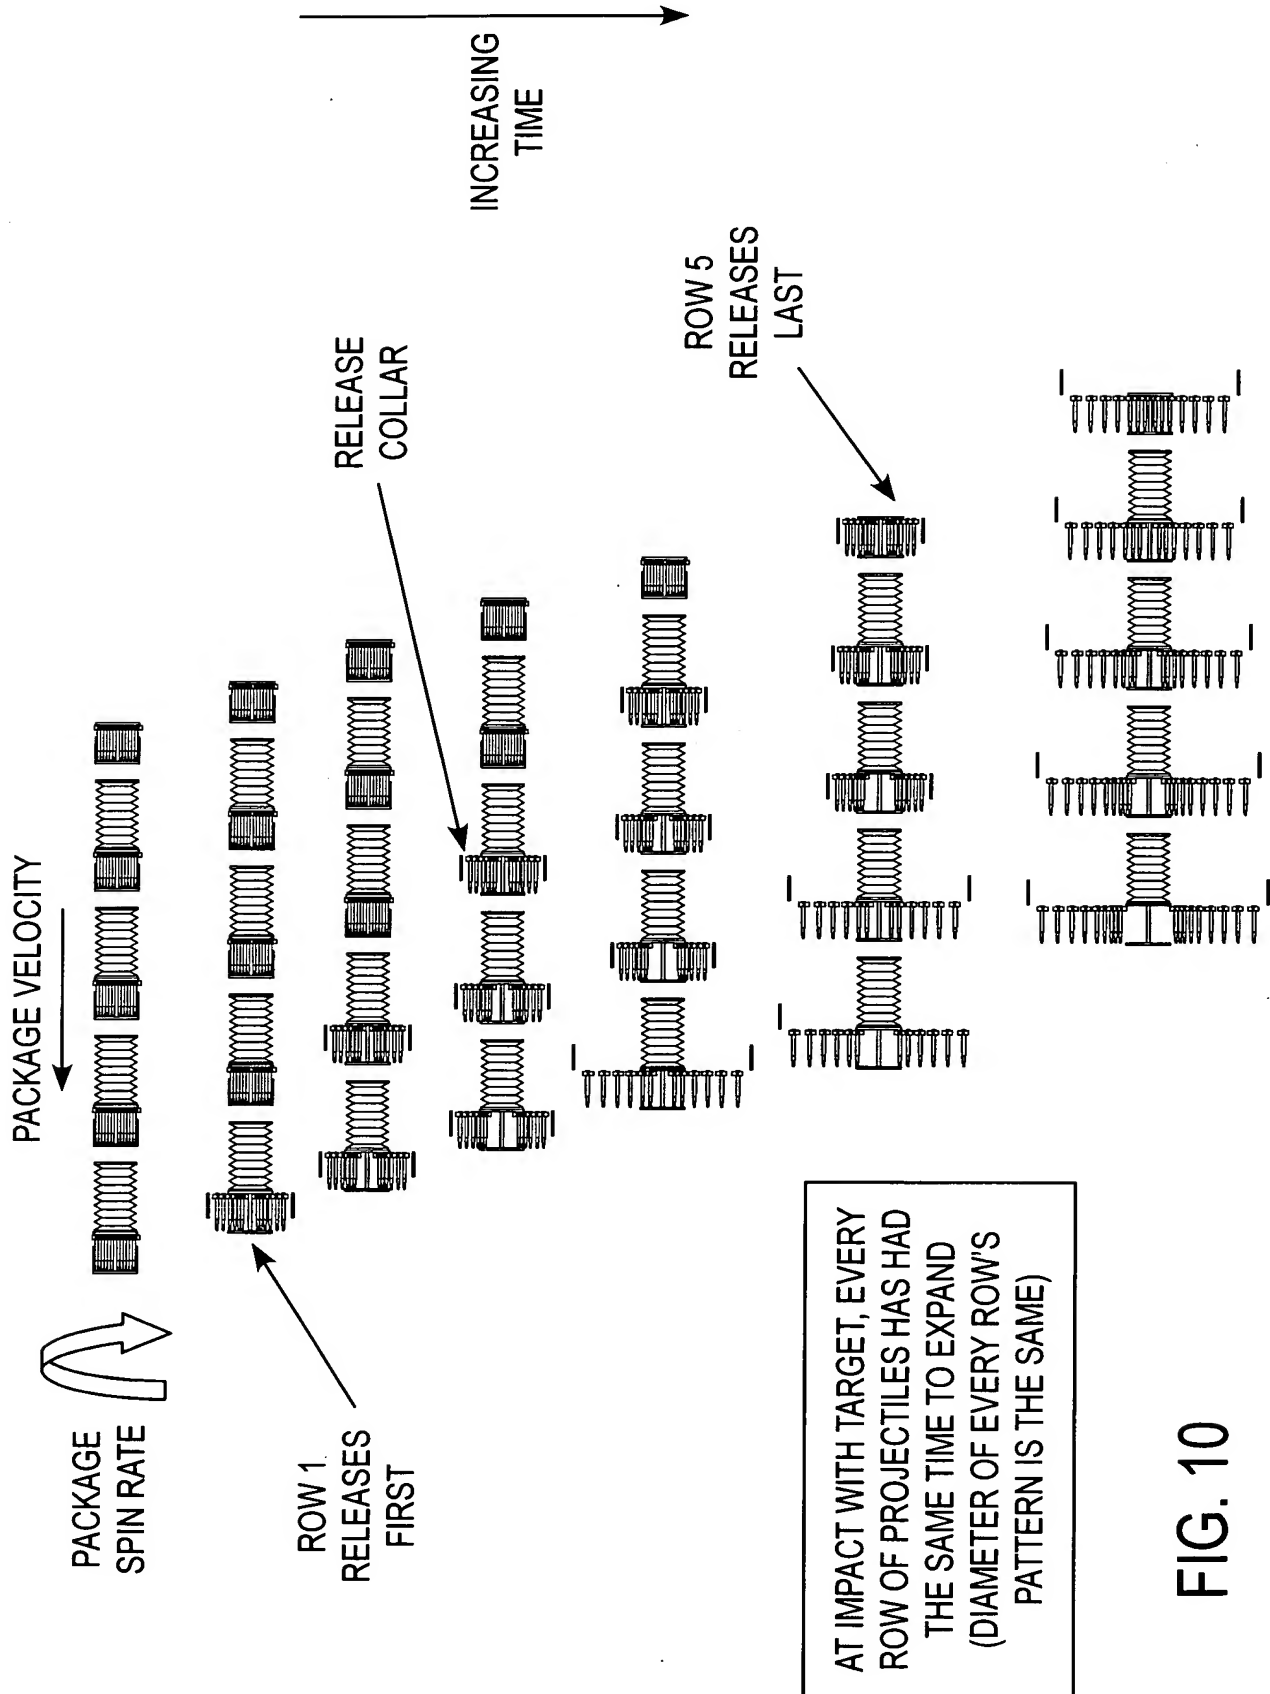 PACKAGE
SPIN RATE
PACKAGE VELOCITY
ROW 1
RELEASES
FIRST
RELEASE
COLLAR
INCREASING
TIME
ROW 5
RELEASES
LAST
AT IMPACT WITH TARGET, EVERY
ROW OF PROJECTILES HAS HAD
THE SAME TIME TO EXPAND
(DIAMETER OF EVERY ROW'S
PATTERN IS THE SAME)
FIG. 10